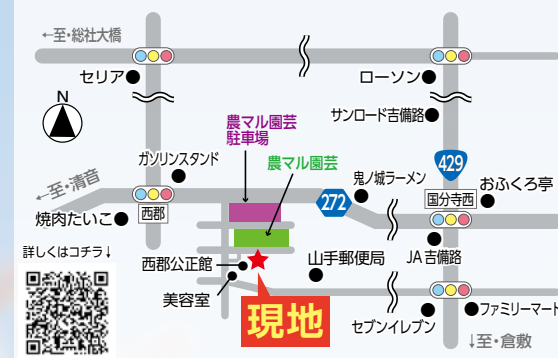 ←至・総社大橋
セリア
ローソン
N
サンロード吉備路
農マル園芸
駐車場
ガソリンスタンド
農マル園芸
429
←至・清音
鬼ノ城ラーメン
おふくろ亭
272
国分寺西
西郡
焼肉たいこ
詳しくはコチラ↓
西郡公正館
山手郵便局
JA吉備路
美容室
現地
セブンイレブン
ファミリーマート
↓至・倉敷